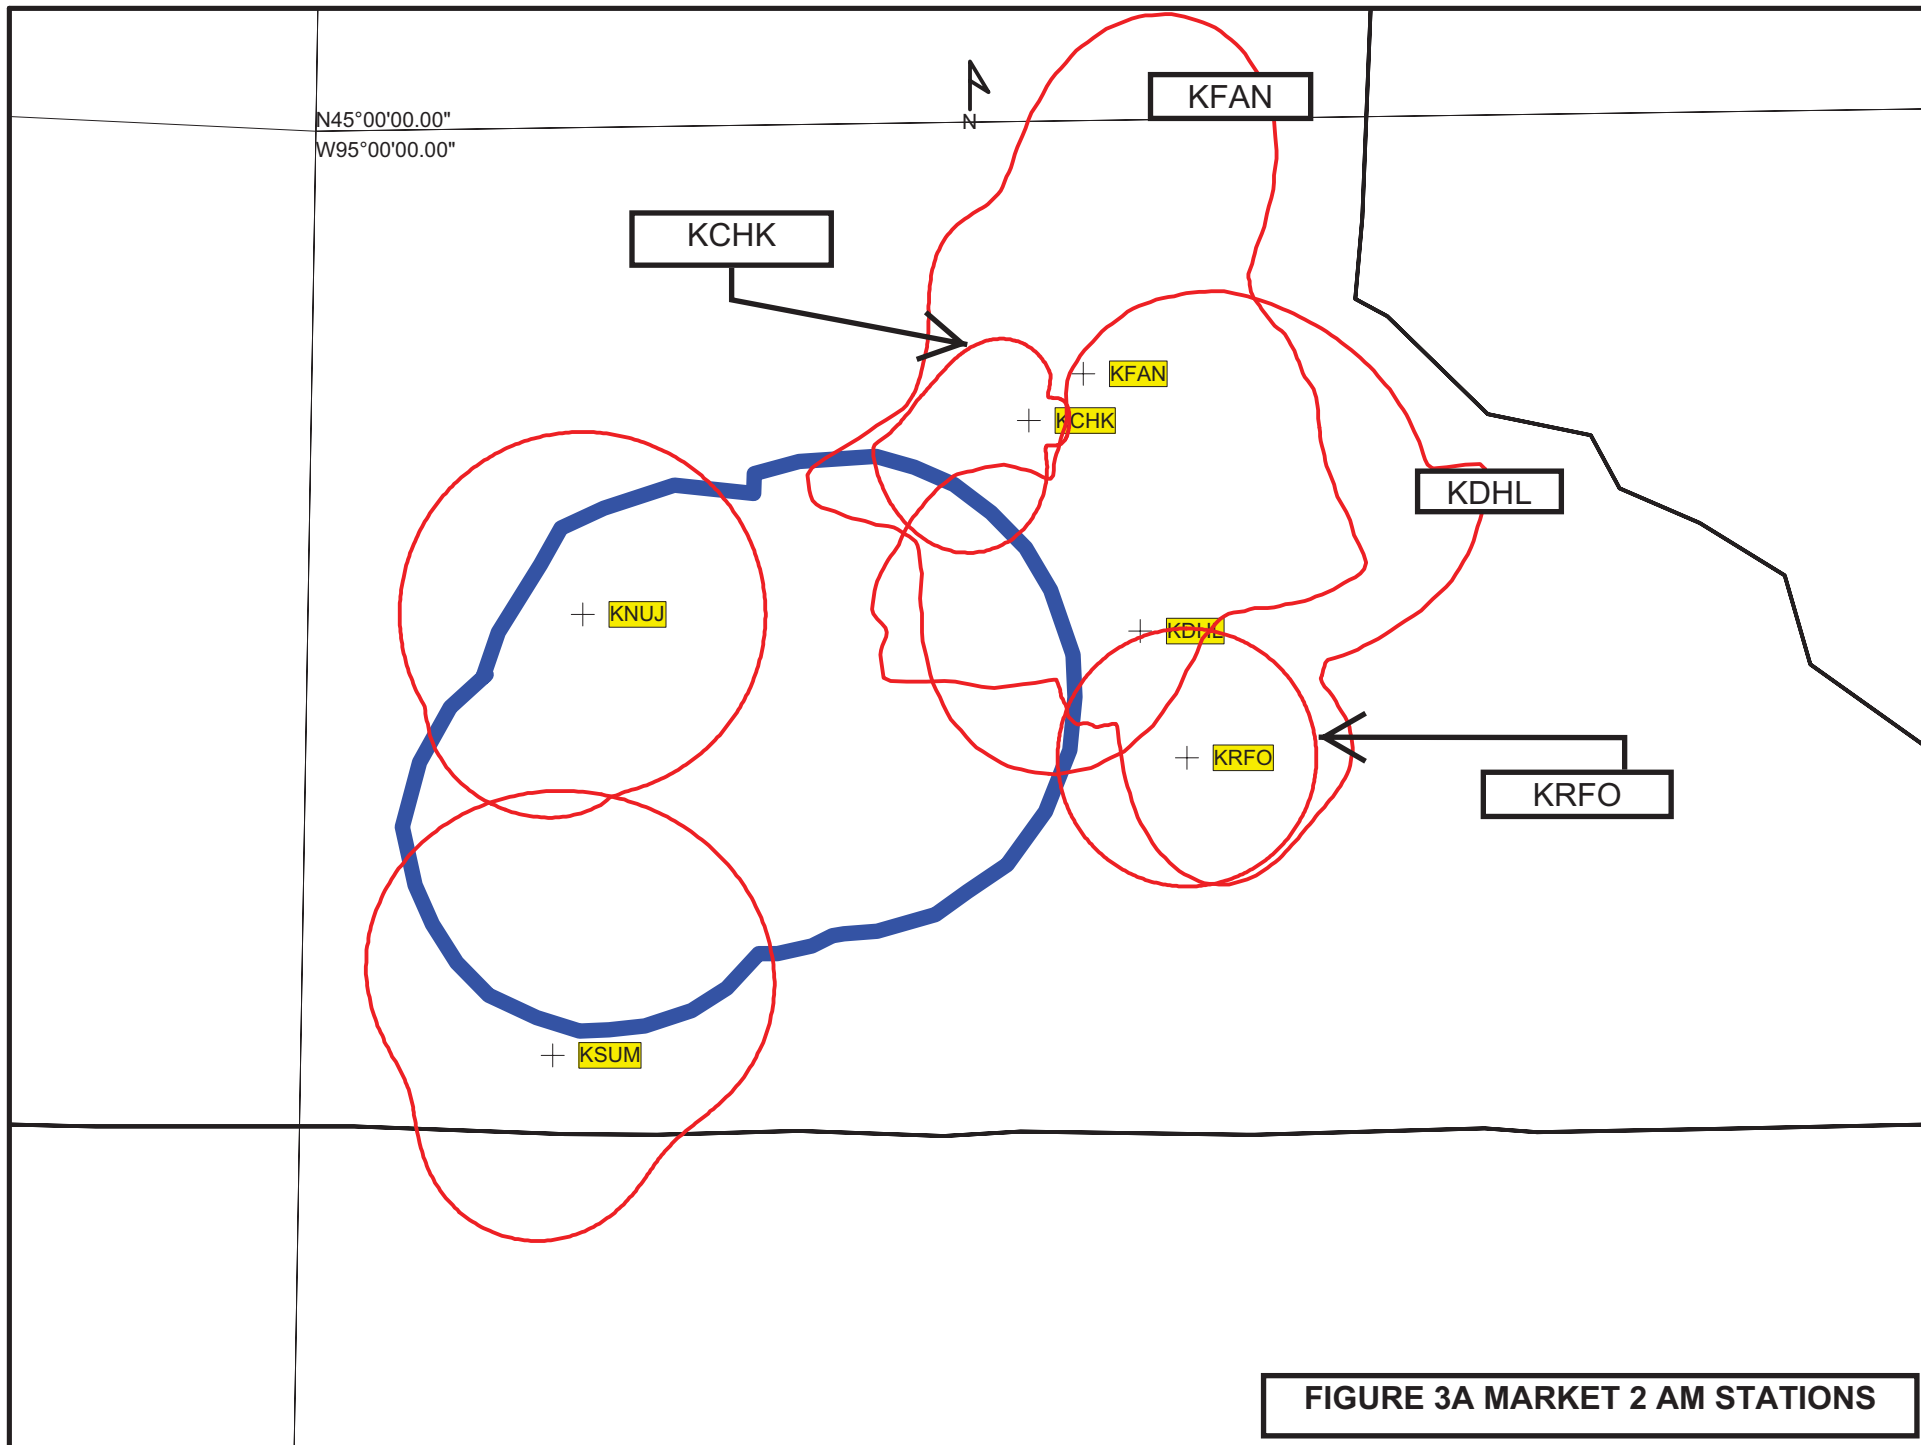 KFAN
N45°00'00.00"
N
W95°00'00.00"
KCHK
KFAN
KCHK
KDHL
KNUJ
KDHL
KRFO
KRFO
KSUM
FIGURE 3A MARKET 2 AM STATIONS